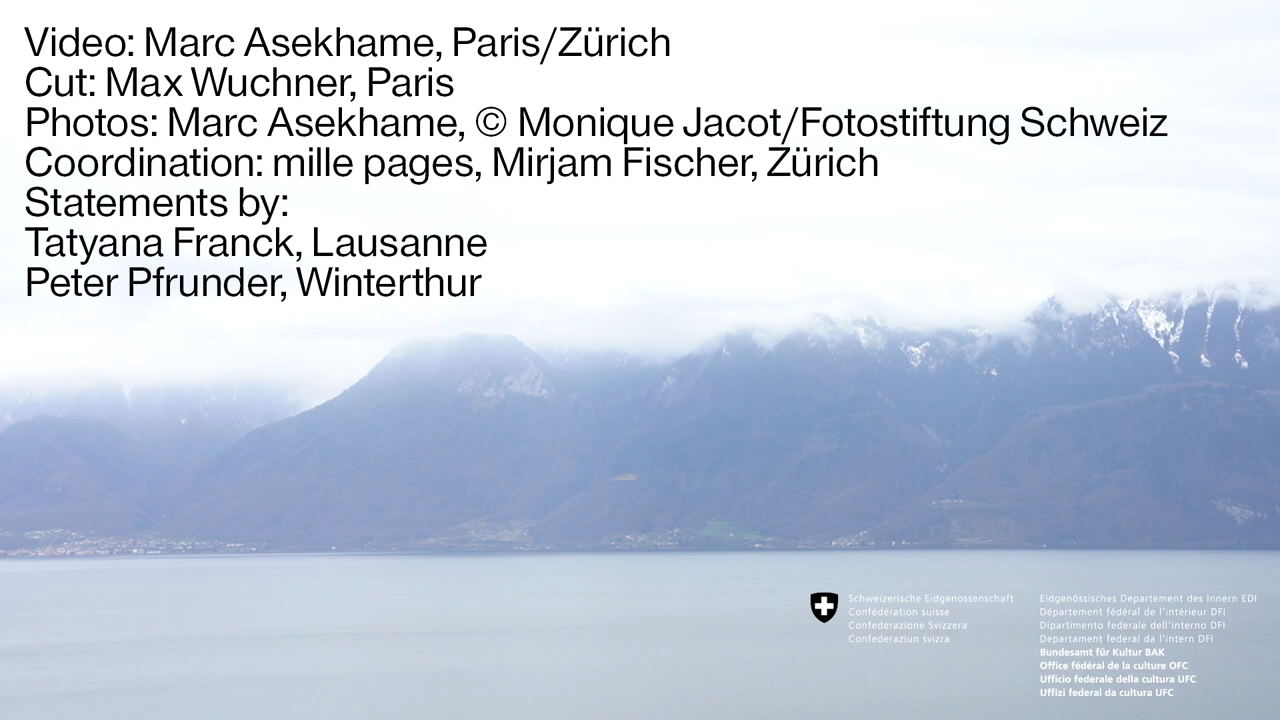 Video: Marc Asekhame, Paris/Zürich
Cut: Max Wuchner, Paris
Photos: Marc Asekhame, © Monique Jacot/Fotostiftung Schweiz
Coordination: mille pages, Mirjam Fischer, Zürich
Statements by:
Tatyana Franck, Lausanne
Peter Pfrunder, Winterthur
Schweizerische Eidgenossenschaft
Confédération suisse
Confederazione Svizzera
Confederaziun svizra
Eidgenössisches Departement des Innern EDI
Département fédéral de l'intérieur DFI
Dipartimento federale dell'interno DFI
Departament federal da l'intern DFI
Bundesamt für Kultur BAK
Office fédéral de la culture OFC
Ufficio federale della cultura UFC
Uffizi federal da cultura UFC